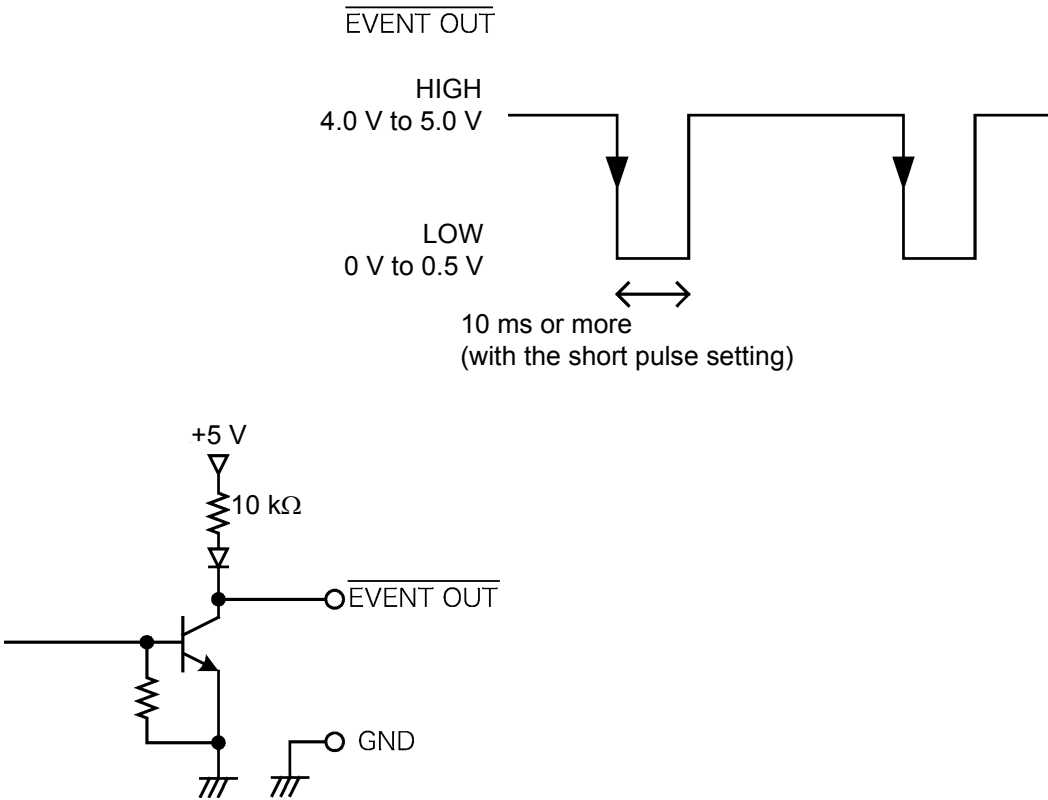 EVENT OUT
HIGH
4.0 V to 5.0 V
LOW
0 V to 0.5 V
10 ms or more
(with the short pulse setting)
+5 V
10 kΩ
EVENT OUT
GND